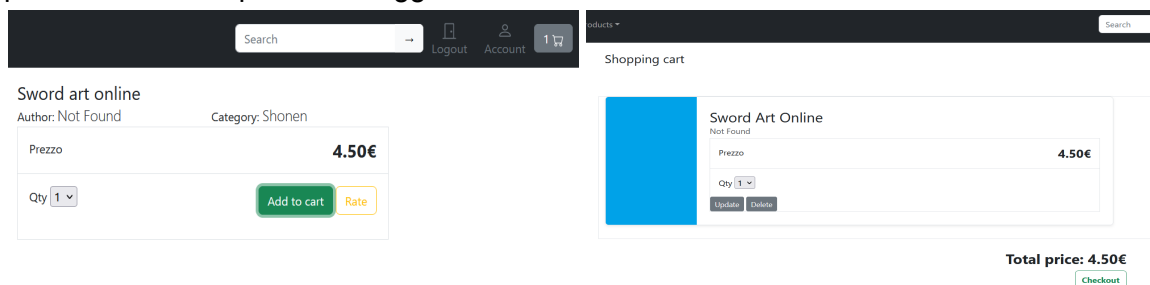 Search → Logout Account 1
Sword art online
Author: Not Found Category: Shonen
Prezzo 4.50€
Qty 1 Add to cart Rate
Search
Shopping cart
Sword Art Online
Not Found
Prezzo 4.50€
Qty 1
Update Delete
Total price: 4.50€
Checkout